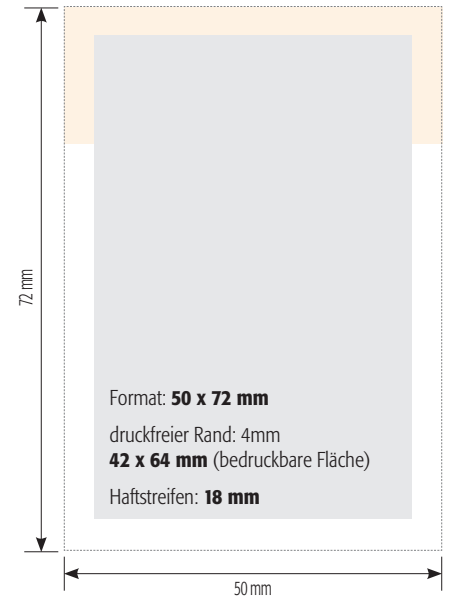 72 mm
Format: 50 x 72 mm
druckfreier Rand: 4mm
42 x 64 mm (bedruckbare Fläche)
Haftstreifen: 18 mm
50 mm